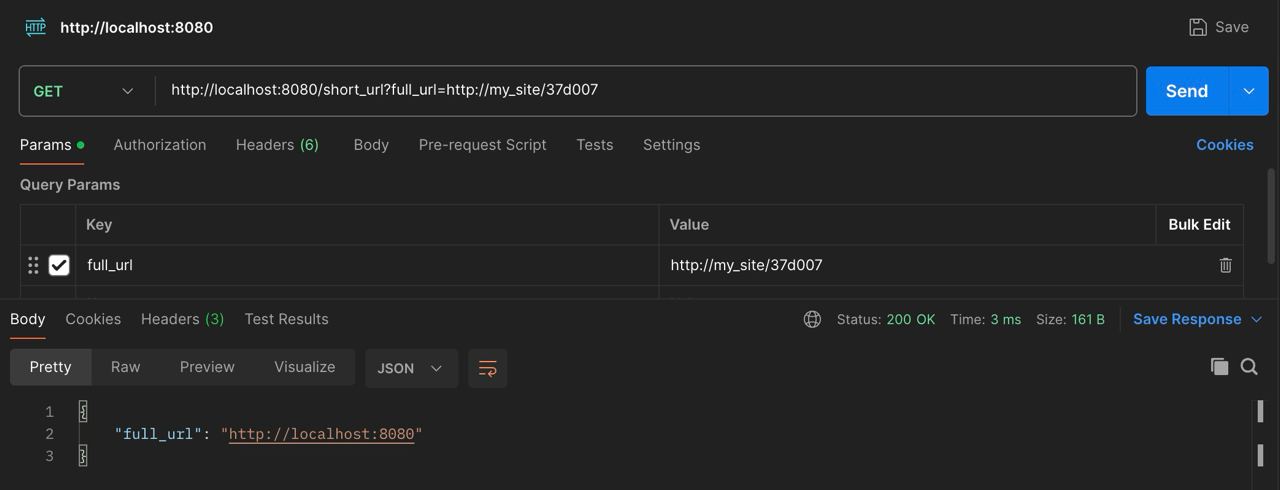 HTTP http://localhost:8080 Save
GET http://localhost:8080/short_url?full_url=http://my_site/37d007 Send
Params Authorization Headers (6) Body Pre-request Script Tests Settings Cookies
Query Params
Key Value Bulk Edit
full_url http://my_site/37d007
Body Cookies Headers (3) Test Results Status: 200 OK Time: 3 ms Size: 161 B Save Response
Pretty Raw Preview Visualize JSON
1 {
2 "full_url": "http://localhost:8080"
3 }